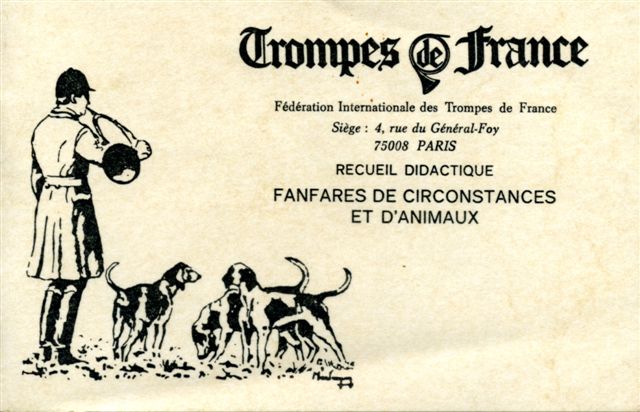 Trompes de France
Fédération Internationale des Trompes de France
Siège : 4, rue du Général-Foy
75008 PARIS
RECUEIL DIDACTIQUE
FANFARES DE CIRCONSTANCES
ET D'ANIMAUX